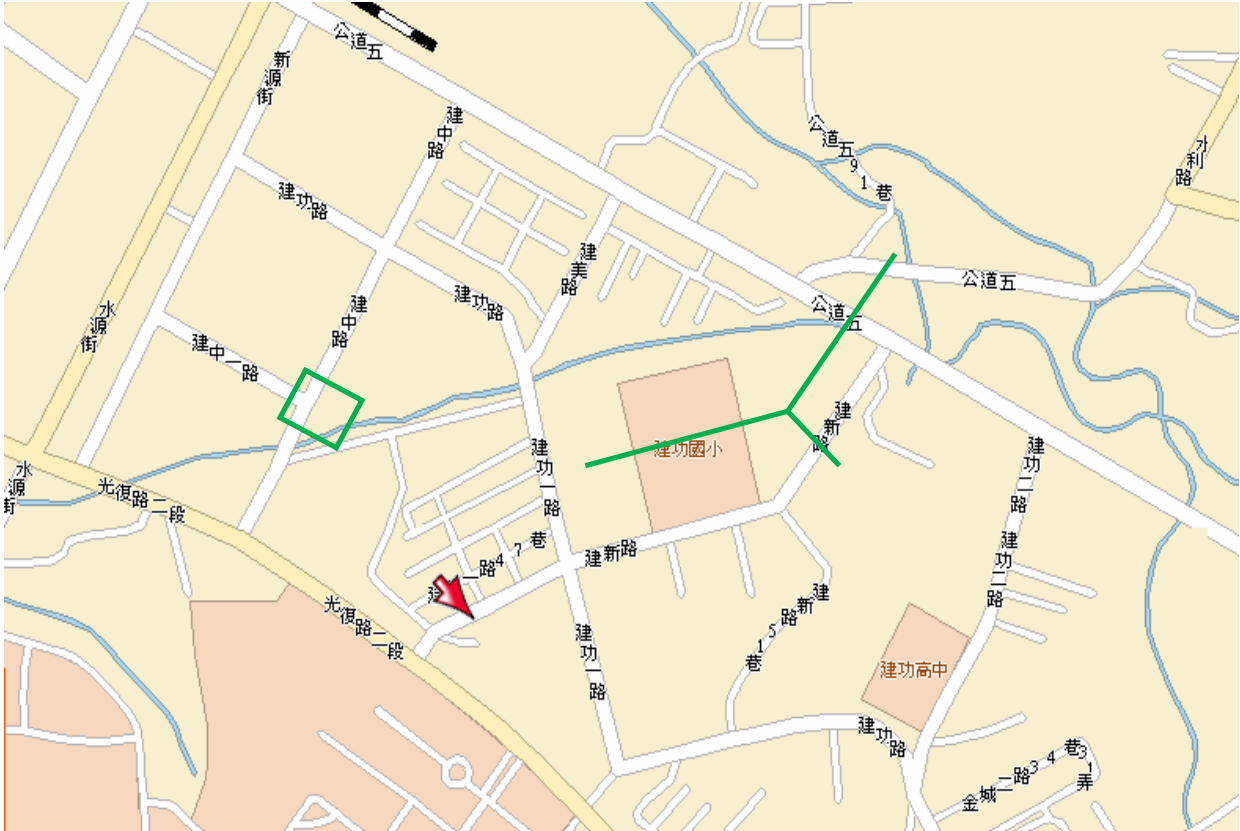 公道五
新源街
建中路
公道五91巷
水利路
建功路
建美路
公道五
水源街
建功路
建中路
公道五
建中一路
建新路
建功國小
建功一路
建功二路
水源街
光復路二段
建新路
建功二路
一路47巷
光復路二段
建新路51巷
建功一路
建功高中
建功路
金城二路34巷31弄